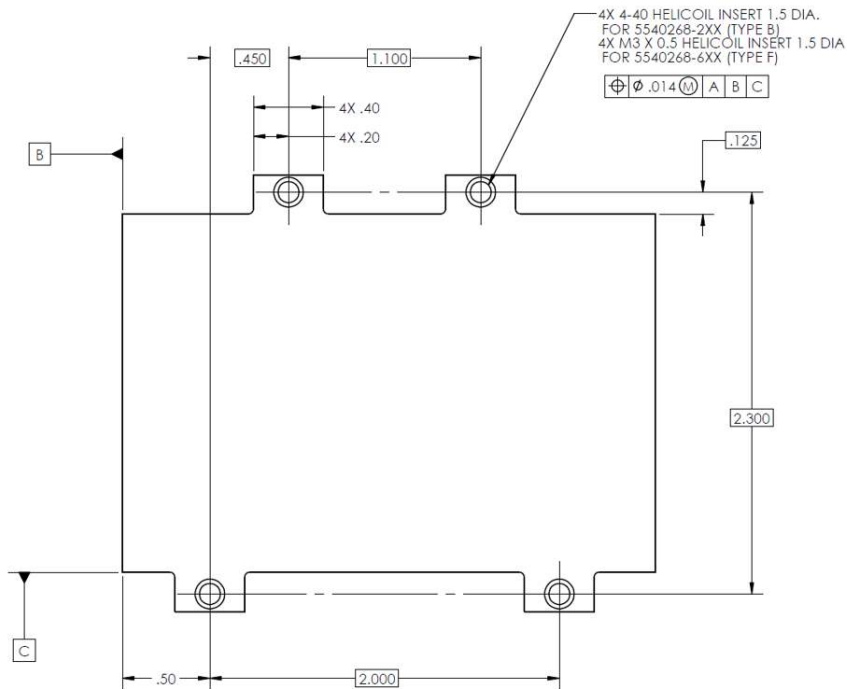 4X 4-40 HELICOIL INSERT 1.5 DIA.
FOR 5540268-2XX (TYPE B)
4X M3 X 0.5 HELICOIL INSERT 1.5 DIA
FOR 5540268-6XX (TYPE F)
⌖ Ø .014 Ⓜ A B C
.450
1.100
4X .40
4X .20
.125
B
2.300
C
.50
2.000